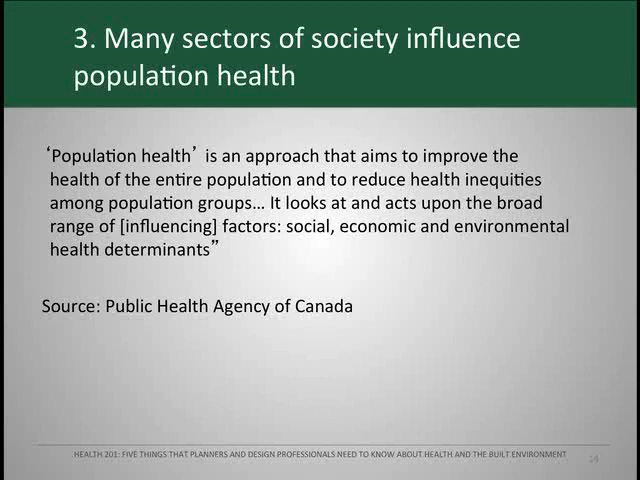 3. Many sectors of society influence
population health
‘Population health’ is an approach that aims to improve the
health of the entire population and to reduce health inequities
among population groups… It looks at and acts upon the broad
range of [influencing] factors: social, economic and environmental
health determinants”
Source: Public Health Agency of Canada
HEALTH 201: FIVE THINGS THAT PLANNERS AND DESIGN PROFESSIONALS NEED TO KNOW ABOUT HEALTH AND THE BUILT ENVIRONMENT
14